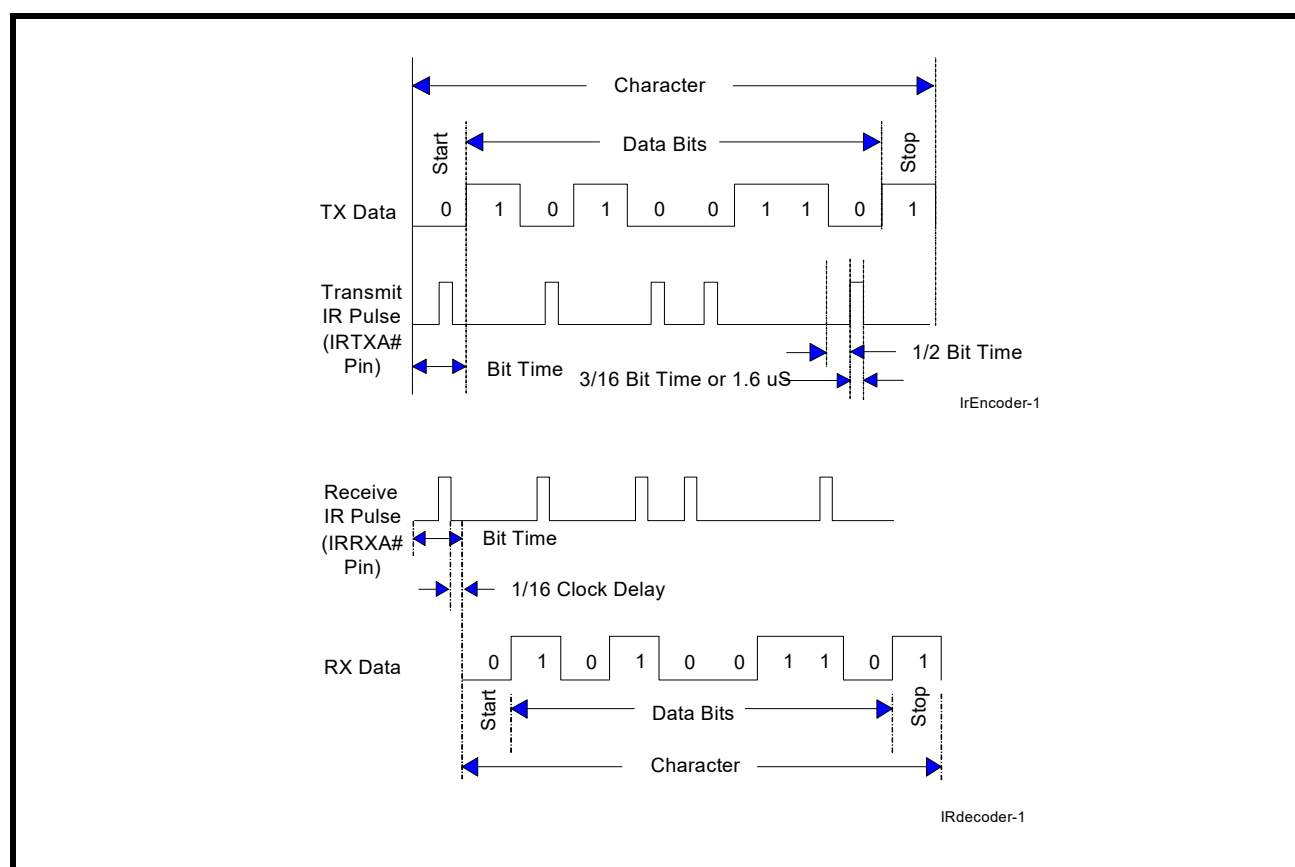 Character
Start
Data Bits
Stop
TX Data
0 1 0 1 0 0 1 1 0 1
Transmit
IR Pulse
(IRTXA#
Pin)
Bit Time
1/2 Bit Time
3/16 Bit Time or 1.6 uS
IrEncoder-1
Receive
IR Pulse
(IRRXA#
Pin)
Bit Time
1/16 Clock Delay
RX Data
0 1 0 1 0 0 1 1 0 1
Start
Data Bits
Stop
Character
IRdecoder-1